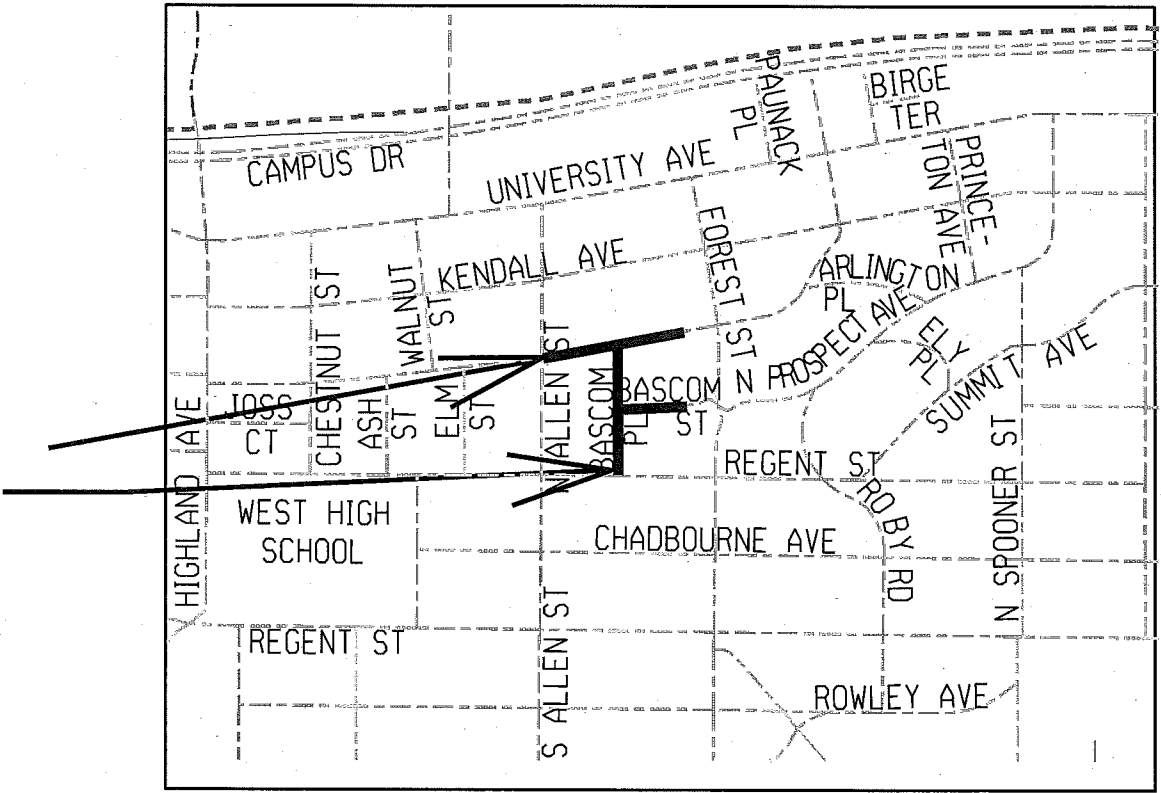 PAUNACK
PL
BIRGE
TER
CAMPUS DR
UNIVERSITY AVE
PRINCE-
TON AVE
KENDALL AVE
FOREST ST
ARLINGTON
PL
CHESTNUT ST
WALNUT
ST
N PROSPECT AVE
ELY
PL
SUMMIT AVE
HIGHLAND AVE
JOSS
CT
ASH
ST
ELM
ST
N ALLEN ST
BASCOM
PL
BASCOM
ST
REGENT ST
WEST HIGH
SCHOOL
CHADBOURNE AVE
ROBY RD
N SPOONER ST
REGENT ST
S ALLEN ST
ROWLEY AVE
1